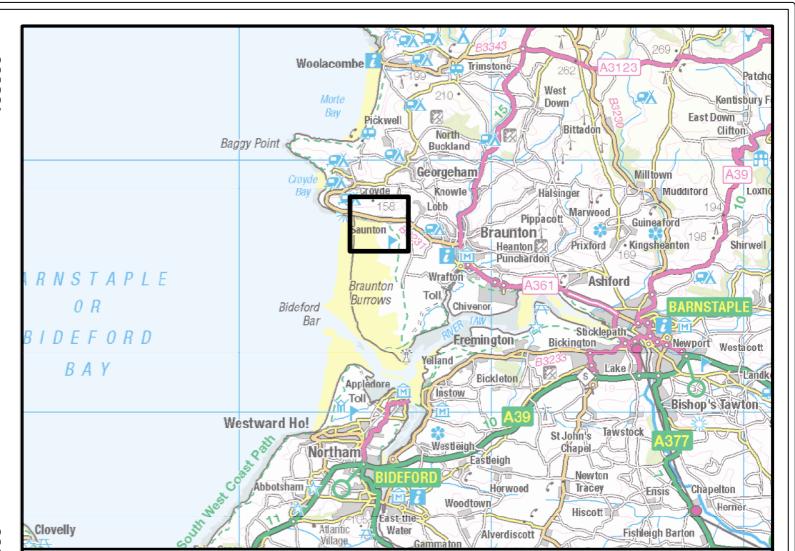 B3343
269
Woolacombe
Trimstone
A3123
199
262
Morte
Bay
210
West
Down
B3230
Kentisbury F
Pickwell
15
East Down
North
Buckland
Bittadon
Clifton
Baggy Point
Georgeham
Milltown
A39
Croyde
Bay
Croyde
Knowle
Halsinger
Muddiford
10
158
Lobb
Marwood
194
Saunton
Pippacott
Guineaford
B3231
Braunton
198
Heanton
Punchardon
Prixford
Kingsheanton
Shirwell
169
Wrafton
ARNSTAPLE
OR
BIDEFORD
BAY
Braunton
Burrows
Toll
A361
Ashford
Chivenor
BARNSTAPLE
Bideford
Bar
RIVER TAW
Sticklepath
Fremington
Bickington
Newport
Westacott
Yelland
B3233
Lake
Appledore
Toll
Bickleton
Instow
Bishop's Tawton
Westward Ho!
10
A39
St John's
Chapel
Tawstock
A377
Northam
Westleigh
South West Coast Path
Eastleigh
BIDEFORD
Newton
Tracey
Abbotsham
Horwood
Ensis
Chapelton
Woodtown
Hiscott
Horner
11
East-the-
Water
Clovelly
Atlantic
Village
Alverdiscott
Fishleigh Barton
Gammaton